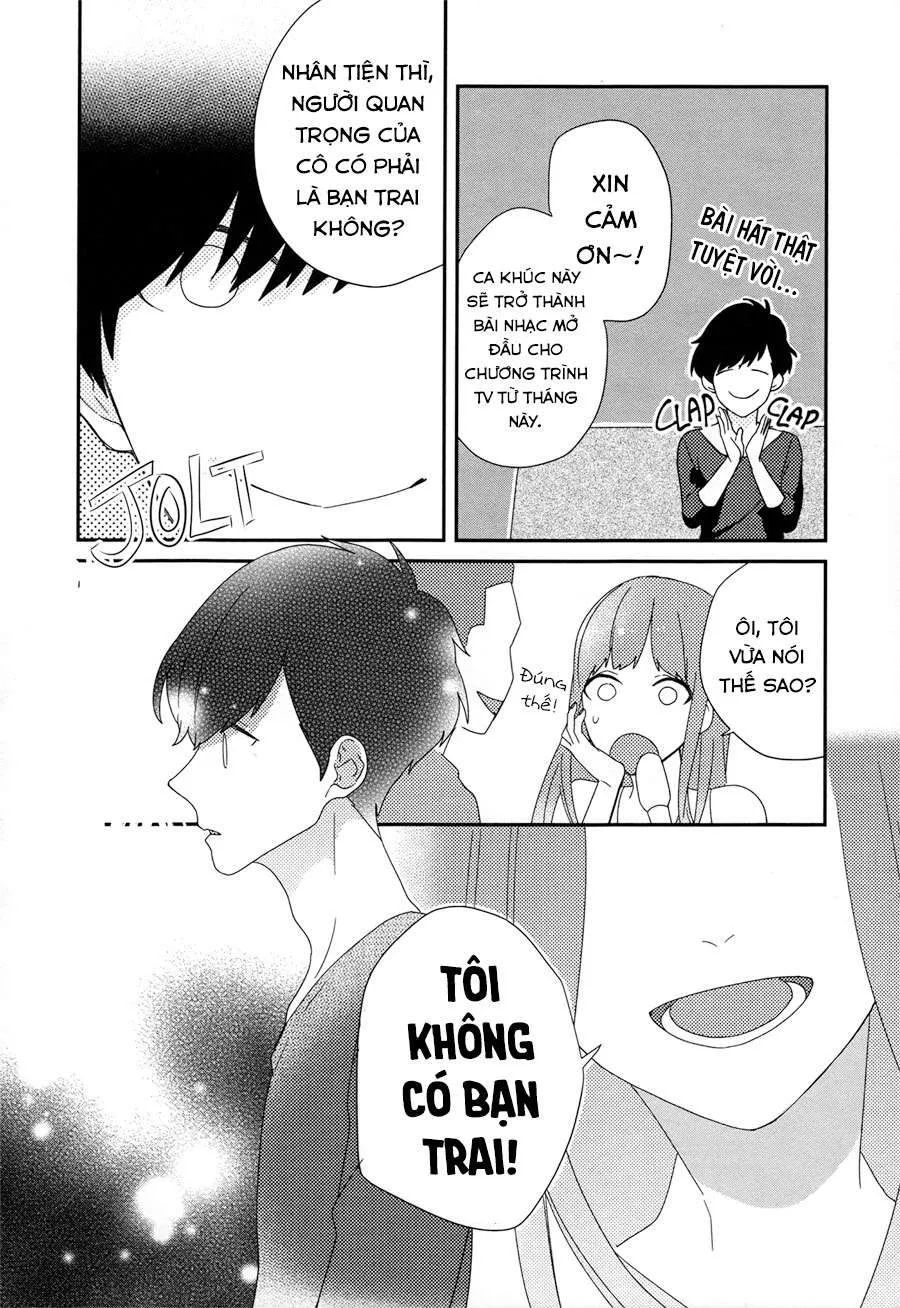 XIN
CẢM
ƠN~!
CA KHÚC NÀY
SẼ TRỞ THÀNH
BÀI NHẠC MỞ
ĐẦU CHO
CHƯƠNG TRÌNH
TV TỪ THÁNG
NÀY.
BÀI HÁT THẬT
TUYỆT VỜI...
CLAP
CLAP
NHÂN TIỆN THÌ,
NGƯỜI QUAN
TRỌNG CỦA
CÔ CÓ PHẢI
LÀ BẠN TRAI
KHÔNG?
JOLT
ÔI, TÔI
VỪA NÓI
THẾ SAO?
Đúng
thế!
TÔI
KHÔNG
CÓ BẠN
TRAI!